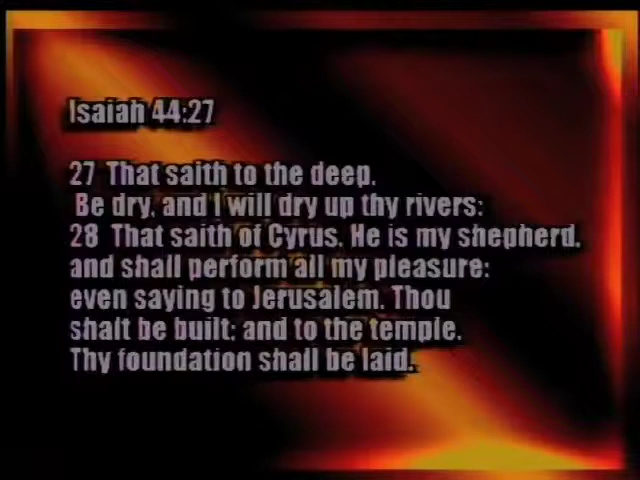 Isaiah 44:27
27 That saith to the deep,
Be dry, and I will dry up thy rivers:
28 That saith of Cyrus, He is my shepherd,
and shall perform all my pleasure:
even saying to Jerusalem, Thou
shalt be built; and to the temple,
Thy foundation shall be laid.